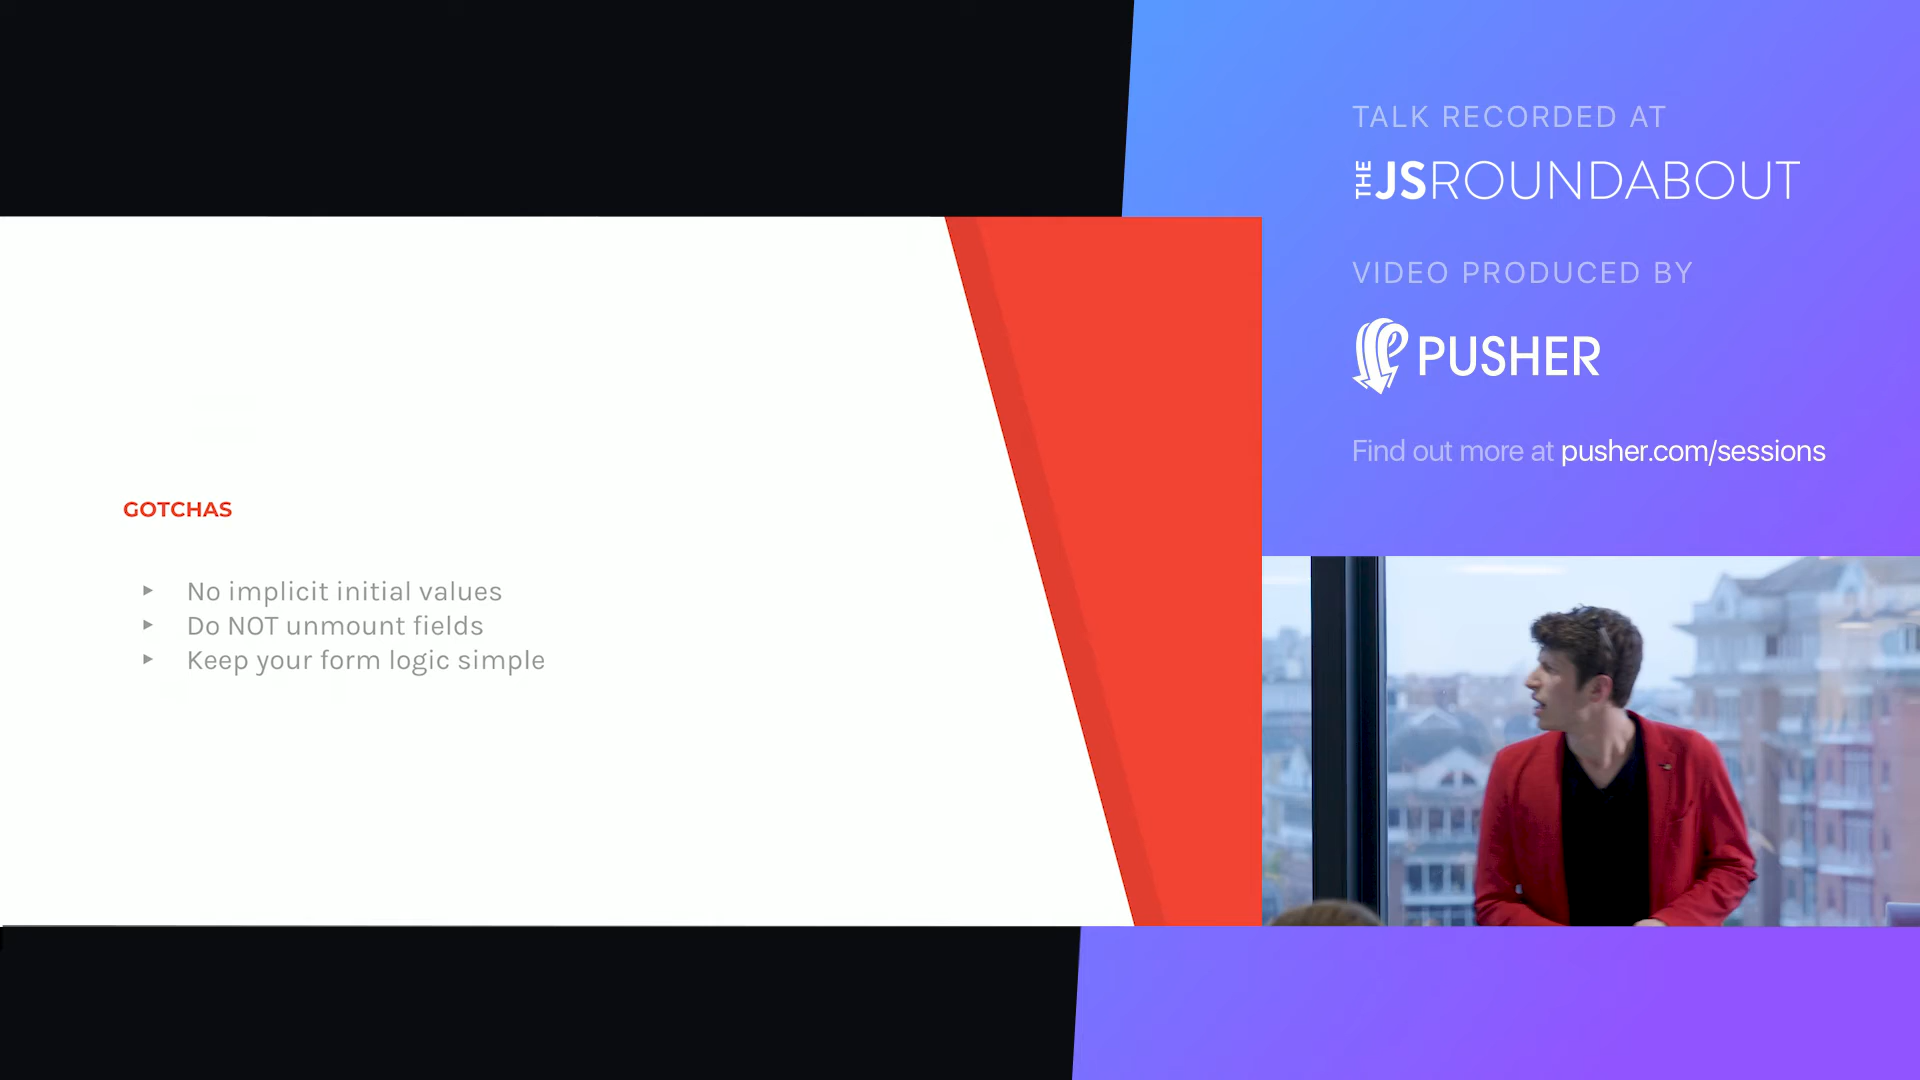 TALK RECORDED AT
THE JSROUNDABOUT
VIDEO PRODUCED BY
PUSHER
Find out more at pusher.com/sessions
GOTCHAS
▸ No implicit initial values
▸ Do NOT unmount fields
▸ Keep your form logic simple